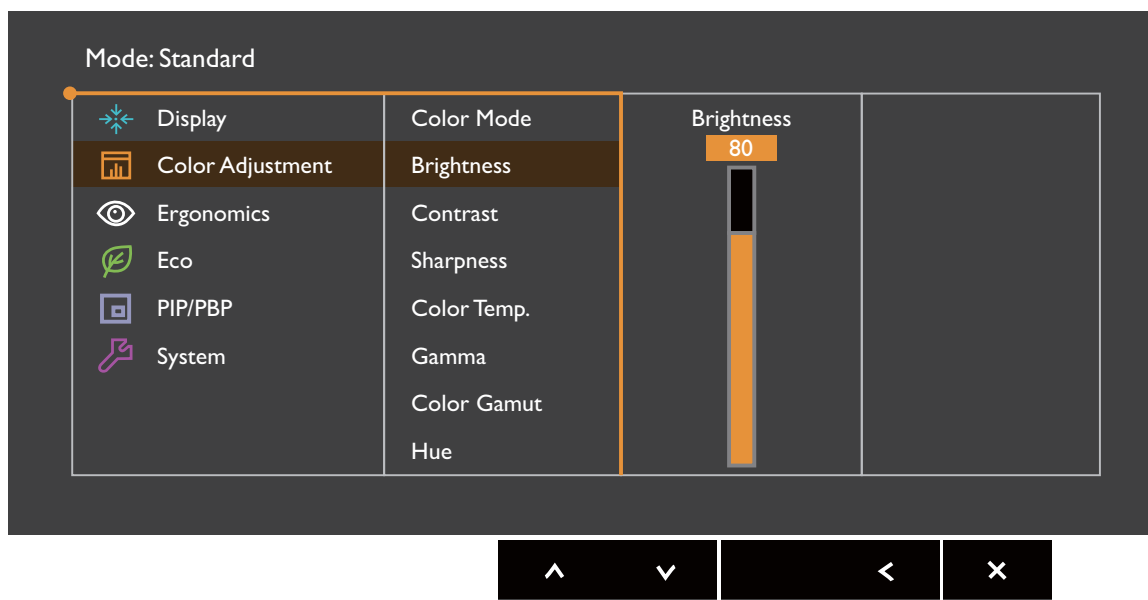 Mode: Standard
Display
Color Adjustment
Ergonomics
Eco
PIP/PBP
System
Color Mode
Brightness
Contrast
Sharpness
Color Temp.
Gamma
Color Gamut
Hue
Brightness
80